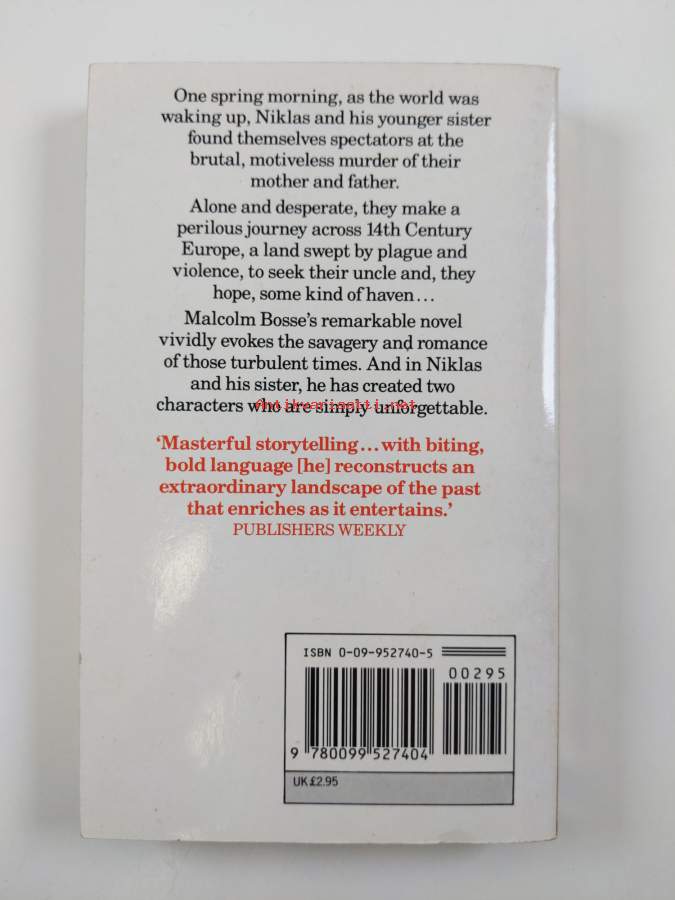 One spring morning, as the world was
waking up, Niklas and his younger sister
found themselves spectators at the
brutal, motiveless murder of their
mother and father.
Alone and desperate, they make a
perilous journey across 14th Century
Europe, a land swept by plague and
violence, to seek their uncle and, they
hope, some kind of haven...
Malcolm Bosse's remarkable novel
vividly evokes the savagery and romance
of those turbulent times. And in Niklas
and his sister, he has created two
characters who are simply unforgettable.
antikvariaatti.net
'Masterful storytelling...with biting,
bold language [he] reconstructs an
extraordinary landscape of the past
that enriches as it entertains.'
PUBLISHERS WEEKLY
ISBN 0-09-952740-5
00295
9 780099 527404
UK £2.95